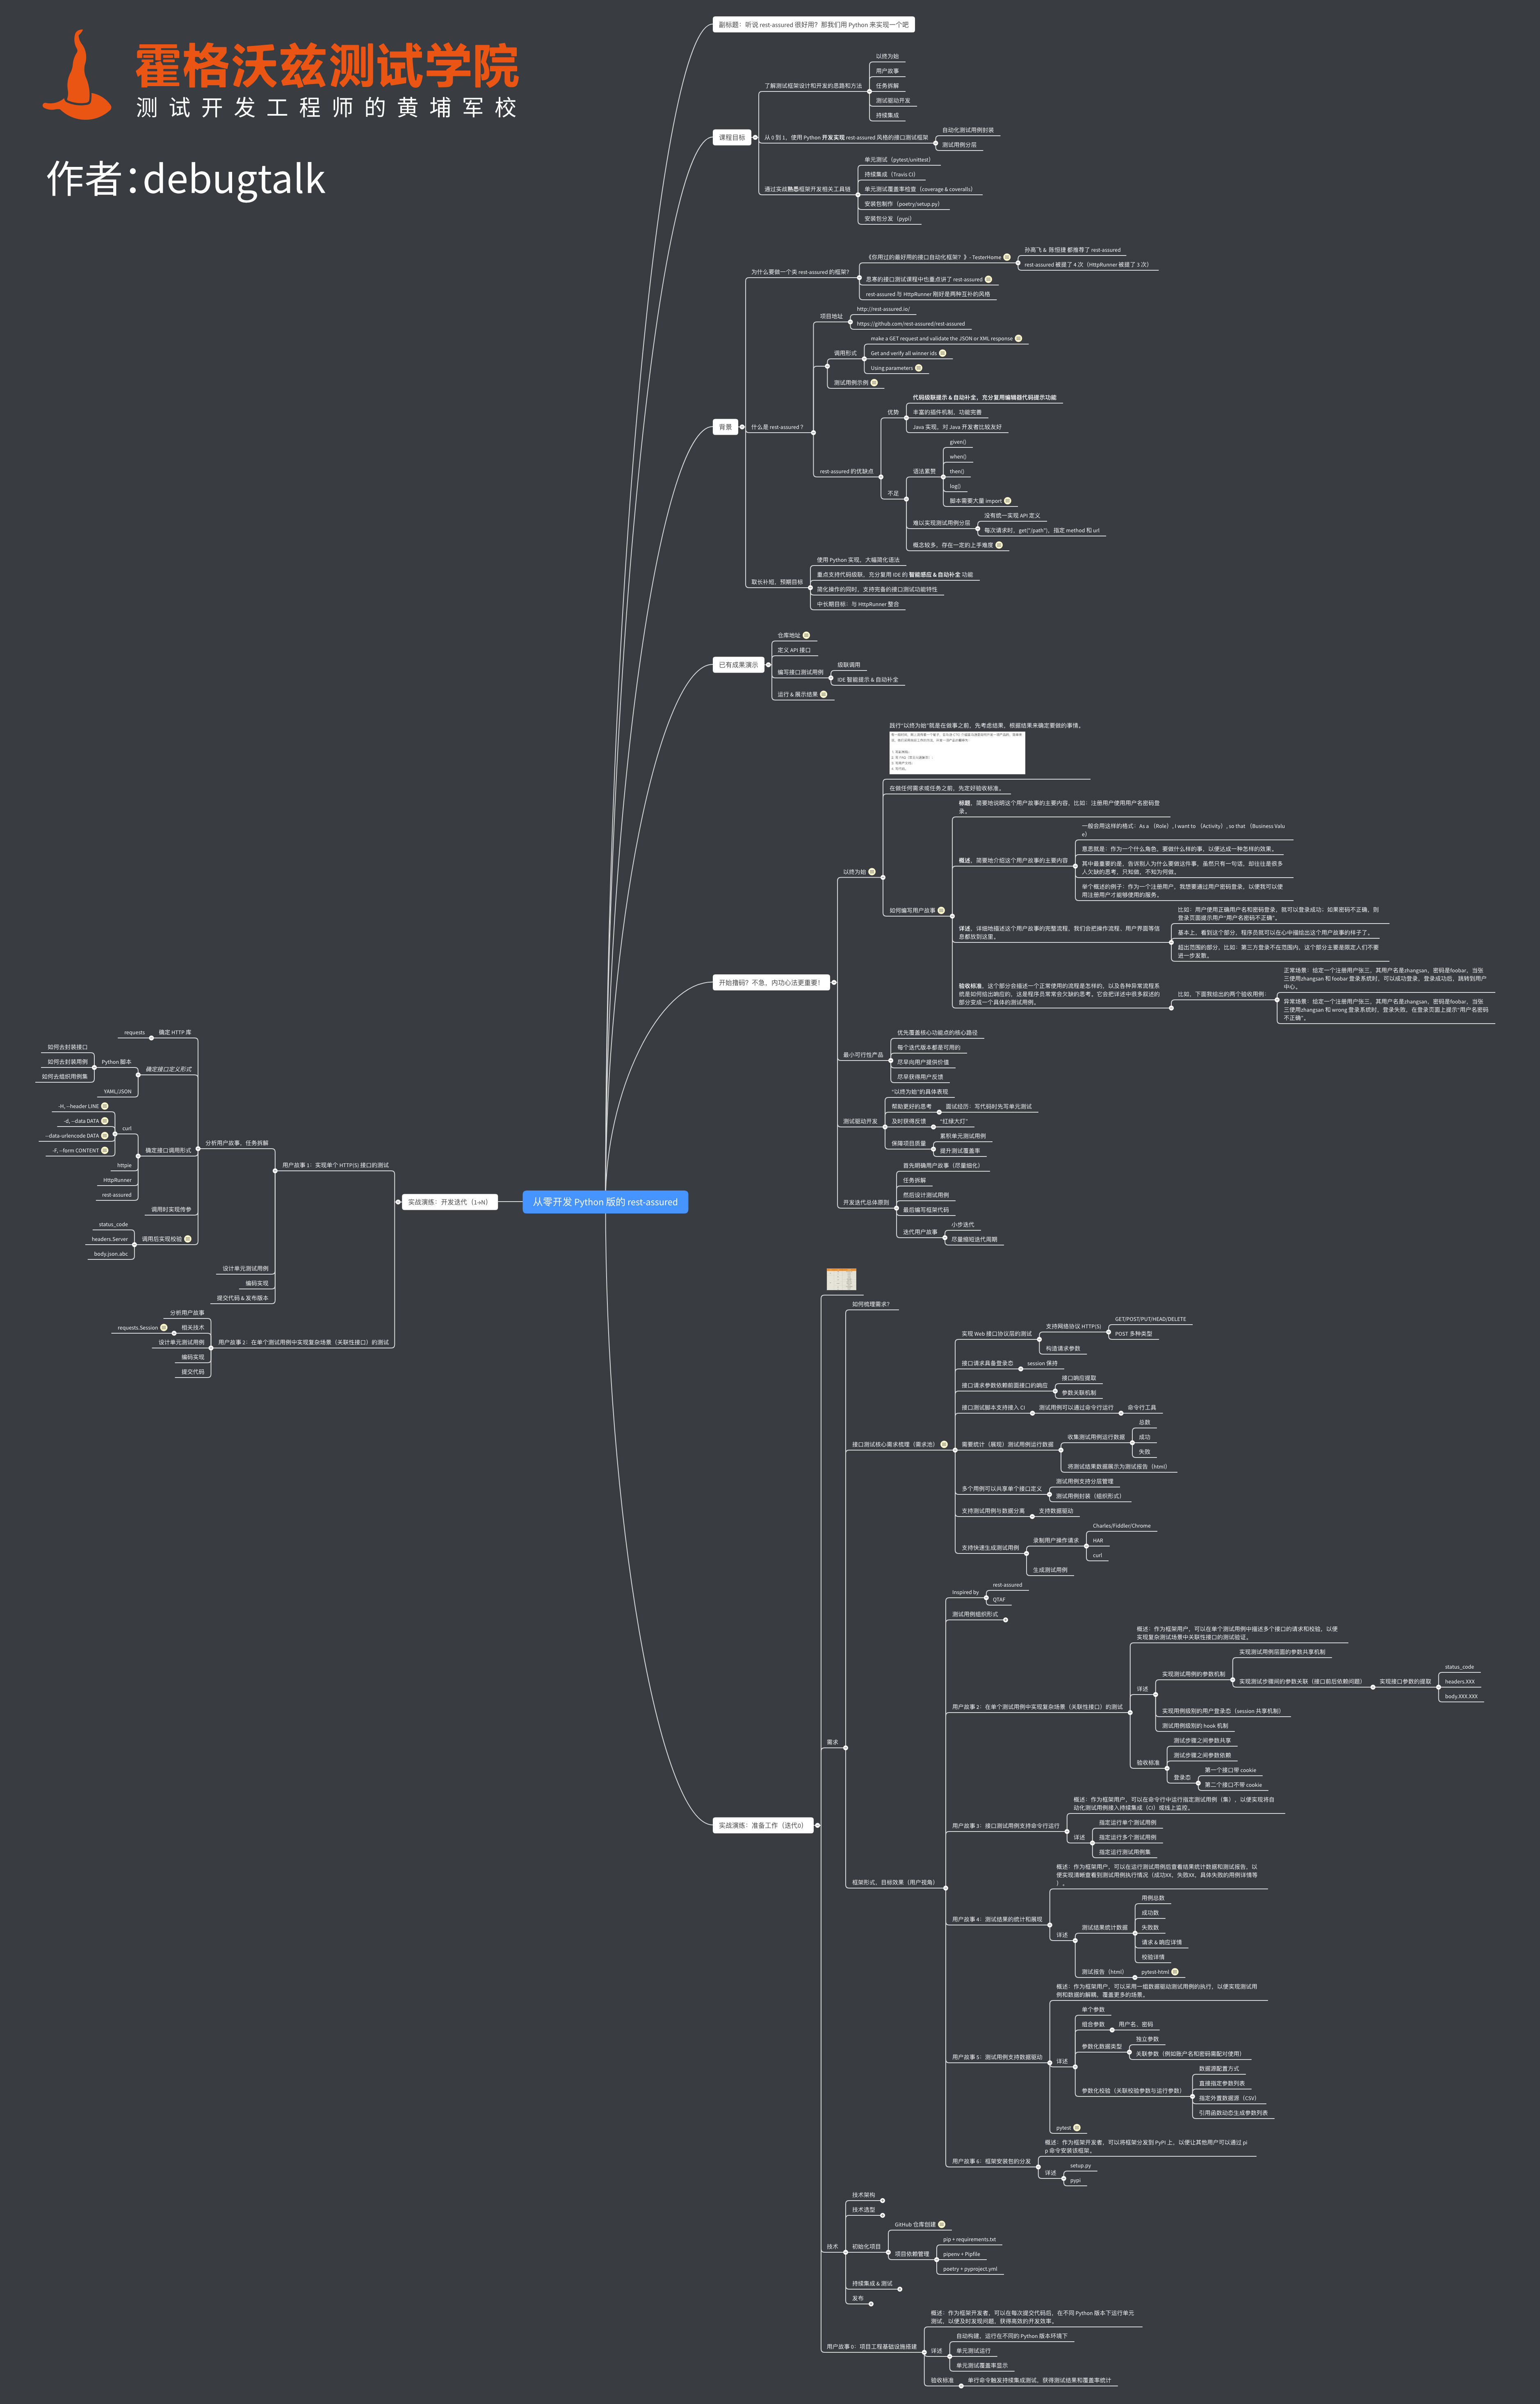 霍格沃兹测试学院
测试开发工程师的黄埔军校
作者：debugtalk
从零开发 Python 版的 rest-assured
副标题：听说 rest-assured 很好用？那我们用 Python 来实现一个吧
课程目标
了解测试框架设计和开发的思路和方法
以终为始
用户故事
任务拆解
测试驱动开发
持续集成
从 0 到 1，使用 Python 开发实现 rest-assured 风格的接口测试框架
自动化测试用例封装
测试用例分层
通过实战熟悉框架开发相关工具链
单元测试（pytest/unittest）
持续集成（Travis CI）
单元测试覆盖率检查（coverage & coveralls）
安装包制作（poetry/setup.py）
安装包分发（pypi）
背景
为什么要做一个类 rest-assured 的框架？
《你用过的最好用的接口自动化框架？》- TesterHome
孙高飞 & 陈恒捷 都推荐了 rest-assured
rest-assured 被提了 4 次（HttpRunner 被提了 3 次）
思寒的接口测试课程中也重点讲了 rest-assured
rest-assured 与 HttpRunner 刚好是两种互补的风格
什么是 rest-assured？
项目地址
http://rest-assured.io/
https://github.com/rest-assured/rest-assured
调用形式
make a GET request and validate the JSON or XML response
Get and verify all winner ids
Using parameters
测试用例示例
rest-assured 的优缺点
优势
代码级联提示 & 自动补全，充分复用编辑器代码提示功能
丰富的插件机制，功能完善
Java 实现，对 Java 开发者比较友好
不足
语法累赘
given()
when()
then()
log()
脚本需要大量 import
难以实现测试用例分层
没有统一实现 API 定义
每次请求时，get("/path")，指定 method 和 url
概念较多，存在一定的上手难度
取长补短，预期目标
使用 Python 实现，大幅简化语法
重点支持代码级联，充分复用 IDE 的 智能感应 & 自动补全 功能
简化操作的同时，支持完备的接口测试功能特性
中长期目标：与 HttpRunner 整合
已有成果演示
仓库地址
定义 API 接口
编写接口测试用例
级联调用
IDE 智能提示 & 自动补全
运行 & 展示结果
开始撸码？不急，内功心法更重要！
以终为始
践行“以终为始”就是在做事之前，先考虑结果，根据结果来确定要做的事情。
在做任何需求或任务之前，先定好验收标准。
如何编写用户故事
标题，简要地说明这个用户故事的主要内容，比如：注册用户使用用户名密码登
录。
概述，简要地介绍这个用户故事的主要内容
一般会用这样的格式：As a （Role）, I want to （Activity）, so that （Business Valu
e）
意思就是：作为一个什么角色，要做什么样的事，以便达成一种怎样的效果。
其中最重要的是，告诉别人为什么要做这件事，虽然只有一句话，却往往是很多
人欠缺的思考，只知做，不知为何做。
举个概述的例子：作为一个注册用户，我想要通过用户密码登录，以便我可以使
用注册用户才能够使用的服务。
详述，详细地描述这个用户故事的完整流程，我们会把操作流程、用户界面等信
息都放到这里。
比如：用户使用正确用户名和密码登录，就可以登录成功；如果密码不正确，则
登录页面提示用户“用户名密码不正确”。
基本上，看到这个部分，程序员就可以在心中描绘出这个用户故事的样子了。
超出范围的部分，比如：第三方登录不在范围内，这个部分主要是限定人们不要
进一步发散。
验收标准，这个部分会描述一个正常使用的流程是怎样的，以及各种异常流程系
统是如何给出响应的，这是程序员常常会欠缺的思考。它会把详述中很多叙述的
部分变成一个具体的测试用例。
比如，下面我给出的两个验收用例：
正常场景：给定一个注册用户张三，其用户名是zhangsan，密码是foobar，当张
三使用zhangsan 和 foobar 登录系统时，可以成功登录，登录成功后，跳转到用户
中心。
异常场景：给定一个注册用户张三，其用户名是zhangsan，密码是foobar，当张
三使用zhangsan 和 wrong 登录系统时，登录失败，在登录页面上提示“用户名密码
不正确”。
最小可行性产品
优先覆盖核心功能点的核心路径
每个迭代版本都是可用的
尽早向用户提供价值
尽早获得用户反馈
测试驱动开发
“以终为始”的具体表现
帮助更好的思考
面试经历：写代码时先写单元测试
及时获得反馈
“红绿大灯”
保障项目质量
累积单元测试用例
提升测试覆盖率
开发迭代总体原则
首先明确用户故事（尽量细化）
任务拆解
然后设计测试用例
最后编写框架代码
迭代用户故事
小步迭代
尽量缩短迭代周期
实战演练：准备工作（迭代0）
需求
如何梳理需求？
接口测试核心需求梳理（需求池）
实现 Web 接口协议层的测试
支持网络协议 HTTP(S)
GET/POST/PUT/HEAD/DELETE
POST 多种类型
构造请求参数
接口请求具备登录态
session 保持
接口请求参数依赖前面接口的响应
接口响应提取
参数关联机制
接口测试脚本支持接入 CI
测试用例可以通过命令行运行
命令行工具
需要统计（展现）测试用例运行数据
收集测试用例运行数据
总数
成功
失败
将测试结果数据展示为测试报告（html）
多个用例可以共享单个接口定义
测试用例支持分层管理
测试用例封装（组织形式）
支持测试用例与数据分离
支持数据驱动
支持快速生成测试用例
录制用户操作请求
Charles/Fiddler/Chrome
HAR
curl
生成测试用例
框架形式，目标效果（用户视角）
Inspired by
rest-assured
QTAF
测试用例组织形式
用户故事 2：在单个测试用例中实现复杂场景（关联性接口）的测试
概述：作为框架用户，可以在单个测试用例中描述多个接口的请求和校验，以便
实现复杂测试场景中关联性接口的测试验证。
详述
实现测试用例的参数机制
实现测试用例层面的参数共享机制
实现测试步骤间的参数关联（接口前后依赖问题）
实现接口参数的提取
status_code
headers.XXX
body.XXX.XXX
实现用例级别的用户登录态（session 共享机制）
测试用例级别的 hook 机制
验收标准
测试步骤之间参数共享
测试步骤之间参数依赖
登录态
第一个接口带 cookie
第二个接口不带 cookie
用户故事 3：接口测试用例支持命令行运行
概述：作为框架用户，可以在命令行中运行指定测试用例（集），以便实现将自
动化测试用例接入持续集成（CI）或线上监控。
详述
指定运行单个测试用例
指定运行多个测试用例
指定运行测试用例集
用户故事 4：测试结果的统计和展现
概述：作为框架用户，可以在运行测试用例后查看结果统计数据和测试报告，以
便实现清晰查看到测试用例执行情况（成功XX，失败XX，具体失败的用例详情等
）。
详述
测试结果统计数据
用例总数
成功数
失败数
请求 & 响应详情
校验详情
测试报告（html）
pytest-html
用户故事 5：测试用例支持数据驱动
概述：作为框架用户，可以采用一组数据驱动测试用例的执行，以便实现测试用
例和数据的解耦，覆盖更多的场景。
详述
单个参数
组合参数
用户名、密码
参数化数据类型
独立参数
关联参数（例如账户名和密码需配对使用）
参数化校验（关联校验参数与运行参数）
数据源配置方式
直接指定参数列表
指定外置数据源（CSV）
引用函数动态生成参数列表
pytest
用户故事 6：框架安装包的分发
概述：作为框架开发者，可以将框架分发到 PyPI 上，以便让其他用户可以通过 pi
p 命令安装该框架。
详述
setup.py
pypi
技术
技术架构
技术选型
初始化项目
GitHub 仓库创建
项目依赖管理
pip + requirements.txt
pipenv + Pipfile
poetry + pyproject.yml
持续集成 & 测试
发布
用户故事 0：项目工程基础设施搭建
概述：作为框架开发者，可以在每次提交代码后，在不同 Python 版本下运行单元
测试，以便及时发现问题，获得高效的开发效率。
详述
自动构建，运行在不同的 Python 版本环境下
单元测试运行
单元测试覆盖率显示
验收标准
单行命令触发持续集成测试，获得测试结果和覆盖率统计
实战演练：开发迭代（1→N）
用户故事 1：实现单个 HTTP(S) 接口的测试
分析用户故事，任务拆解
确定 HTTP 库
requests
确定接口定义形式
Python 脚本
如何去封装接口
如何去封装用例
如何去组织用例集
YAML/JSON
确定接口调用形式
curl
-H, --header LINE
-d, --data DATA
--data-urlencode DATA
-F, --form CONTENT
httpie
HttpRunner
rest-assured
调用时实现传参
调用后实现校验
status_code
headers.Server
body.json.abc
设计单元测试用例
编码实现
提交代码 & 发布版本
用户故事 2：在单个测试用例中实现复杂场景（关联性接口）的测试
分析用户故事
相关技术
requests.Session
设计单元测试用例
编码实现
提交代码